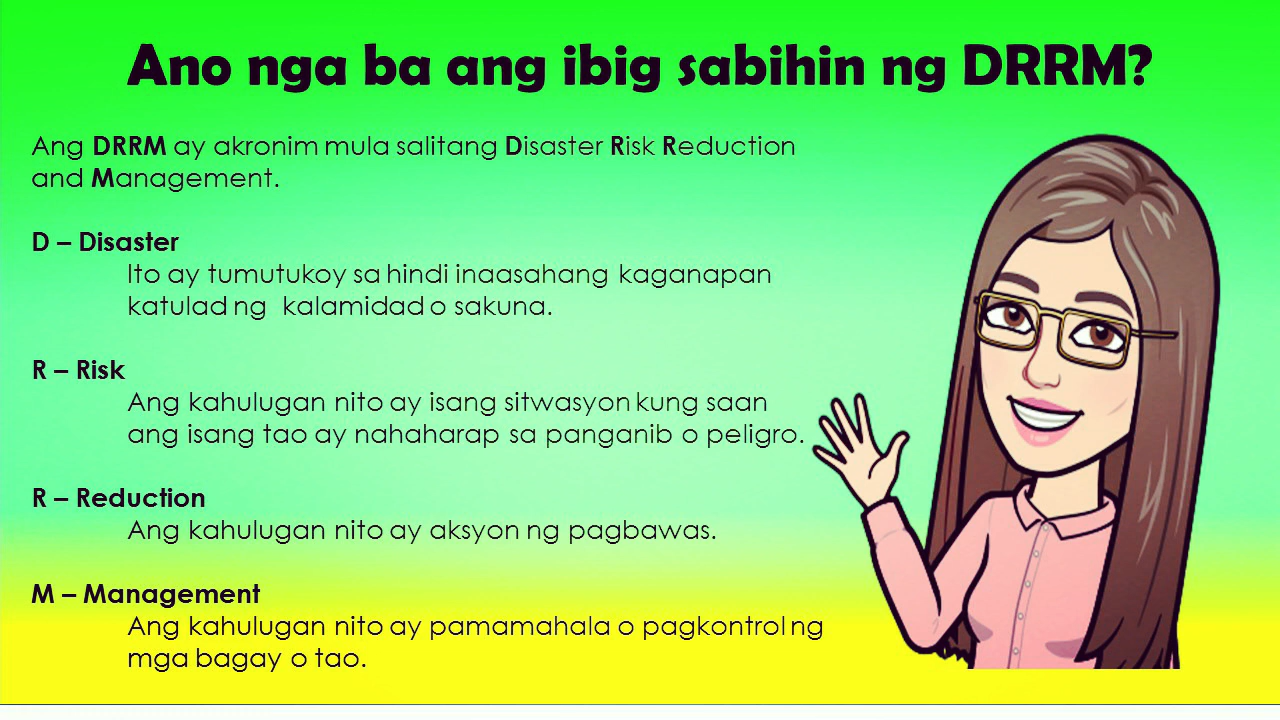 Ano nga ba ang ibig sabihin ng DRRM?
Ang DRRM ay akronim mula salitang Disaster Risk Reduction
and Management.
D – Disaster
Ito ay tumutukoy sa hindi inaasahang kaganapan
katulad ng kalamidad o sakuna.
R – Risk
Ang kahulugan nito ay isang sitwasyon kung saan
ang isang tao ay nahaharap sa panganib o peligro.
R – Reduction
Ang kahulugan nito ay aksyon ng pagbawas.
M – Management
Ang kahulugan nito ay pamamahala o pagkontrol ng
mga bagay o tao.